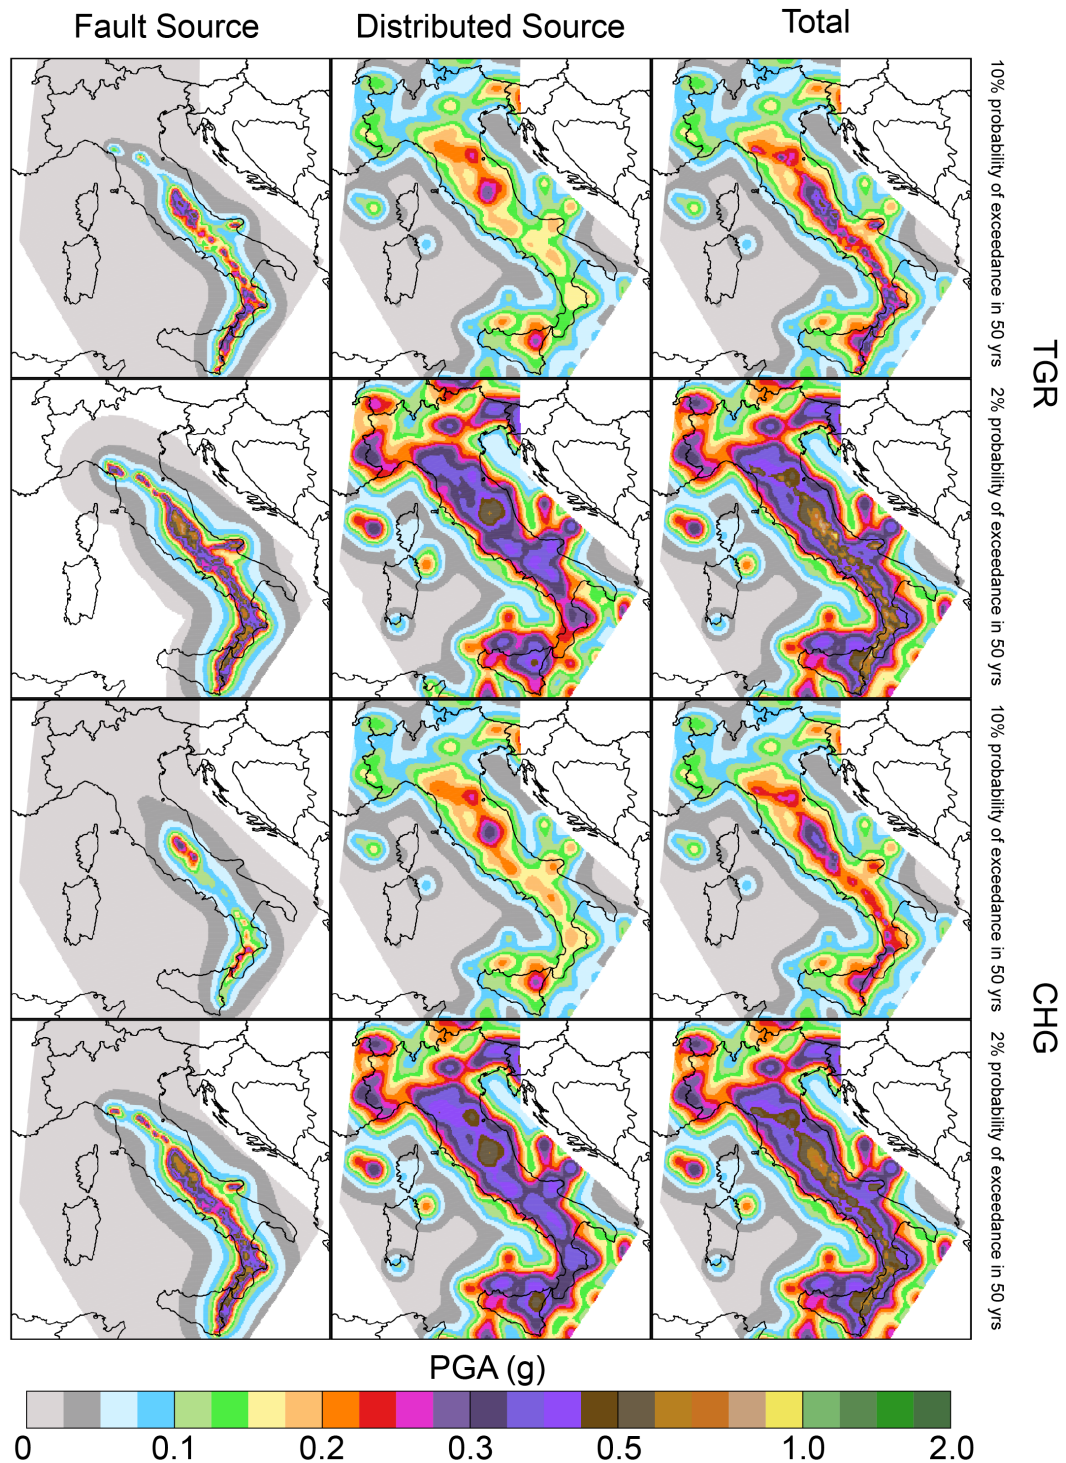 Fault Source
Distributed Source
Total
10% probability of exceedance in 50 yrs
TGR
2% probability of exceedance in 50 yrs
10% probability of exceedance in 50 yrs
CHG
2% probability of exceedance in 50 yrs
PGA (g)
0 0.1 0.2 0.3 0.5 1.0 2.0